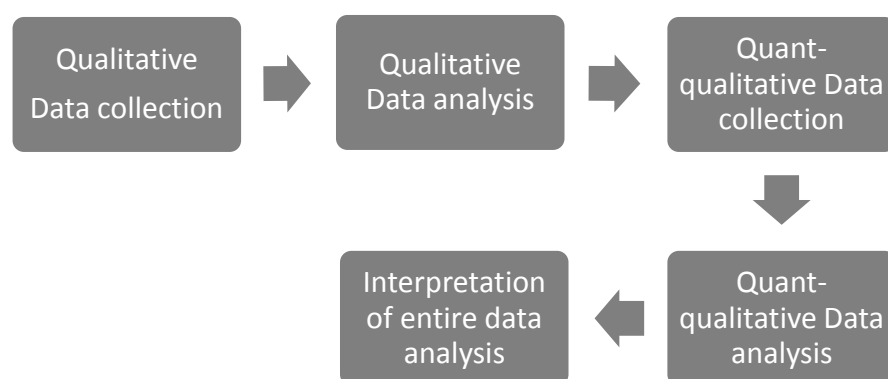 Qualitative
Data collection
Qualitative
Data analysis
Quant-
qualitative Data
collection
Quant-
qualitative Data
analysis
Interpretation
of entire data
analysis